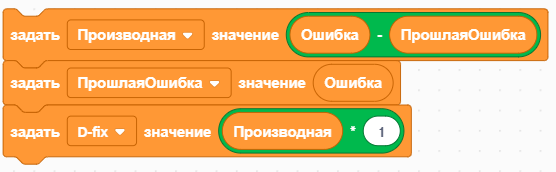 задать Производная значение Ошибка - ПрошлаяОшибка
задать ПрошлаяОшибка значение Ошибка
задать D-fix значение Производная * 1